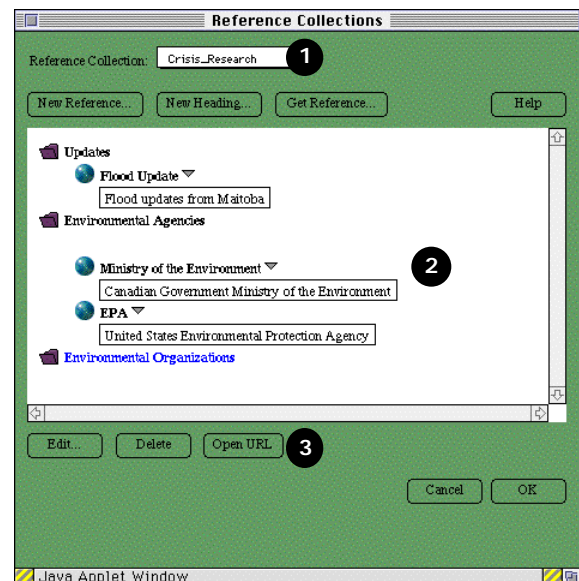 Reference Collections
Reference Collection: Crisis_Research 1
New Reference... New Heading... Get Reference... Help
Updates
Flood Update
Flood updates from Maitoba
Environmental Agencies
Ministry of the Environment
2
Canadian Government Ministry of the Environment
EPA
United States Environmental Protection Agency
Environmental Organizations
Edit... Delete Open URL 3
Cancel OK
Java Applet Window